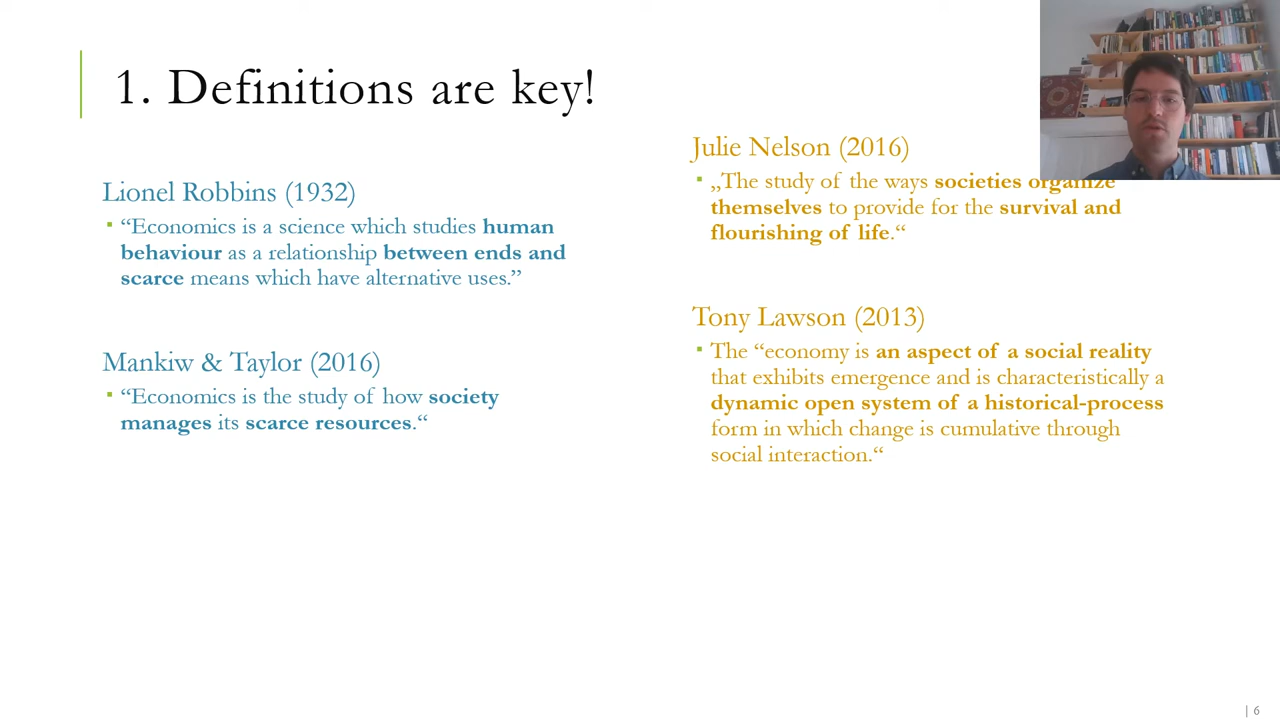 1. Definitions are key!
Lionel Robbins (1932)
▪ “Economics is a science which studies human
behaviour as a relationship between ends and
scarce means which have alternative uses.”
Mankiw & Taylor (2016)
▪ “Economics is the study of how society
manages its scarce resources.“
Julie Nelson (2016)
▪ „The study of the ways societies organize
themselves to provide for the survival and
flourishing of life.“
Tony Lawson (2013)
▪ The “economy is an aspect of a social reality
that exhibits emergence and is characteristically a
dynamic open system of a historical-process
form in which change is cumulative through
social interaction.“
| 6